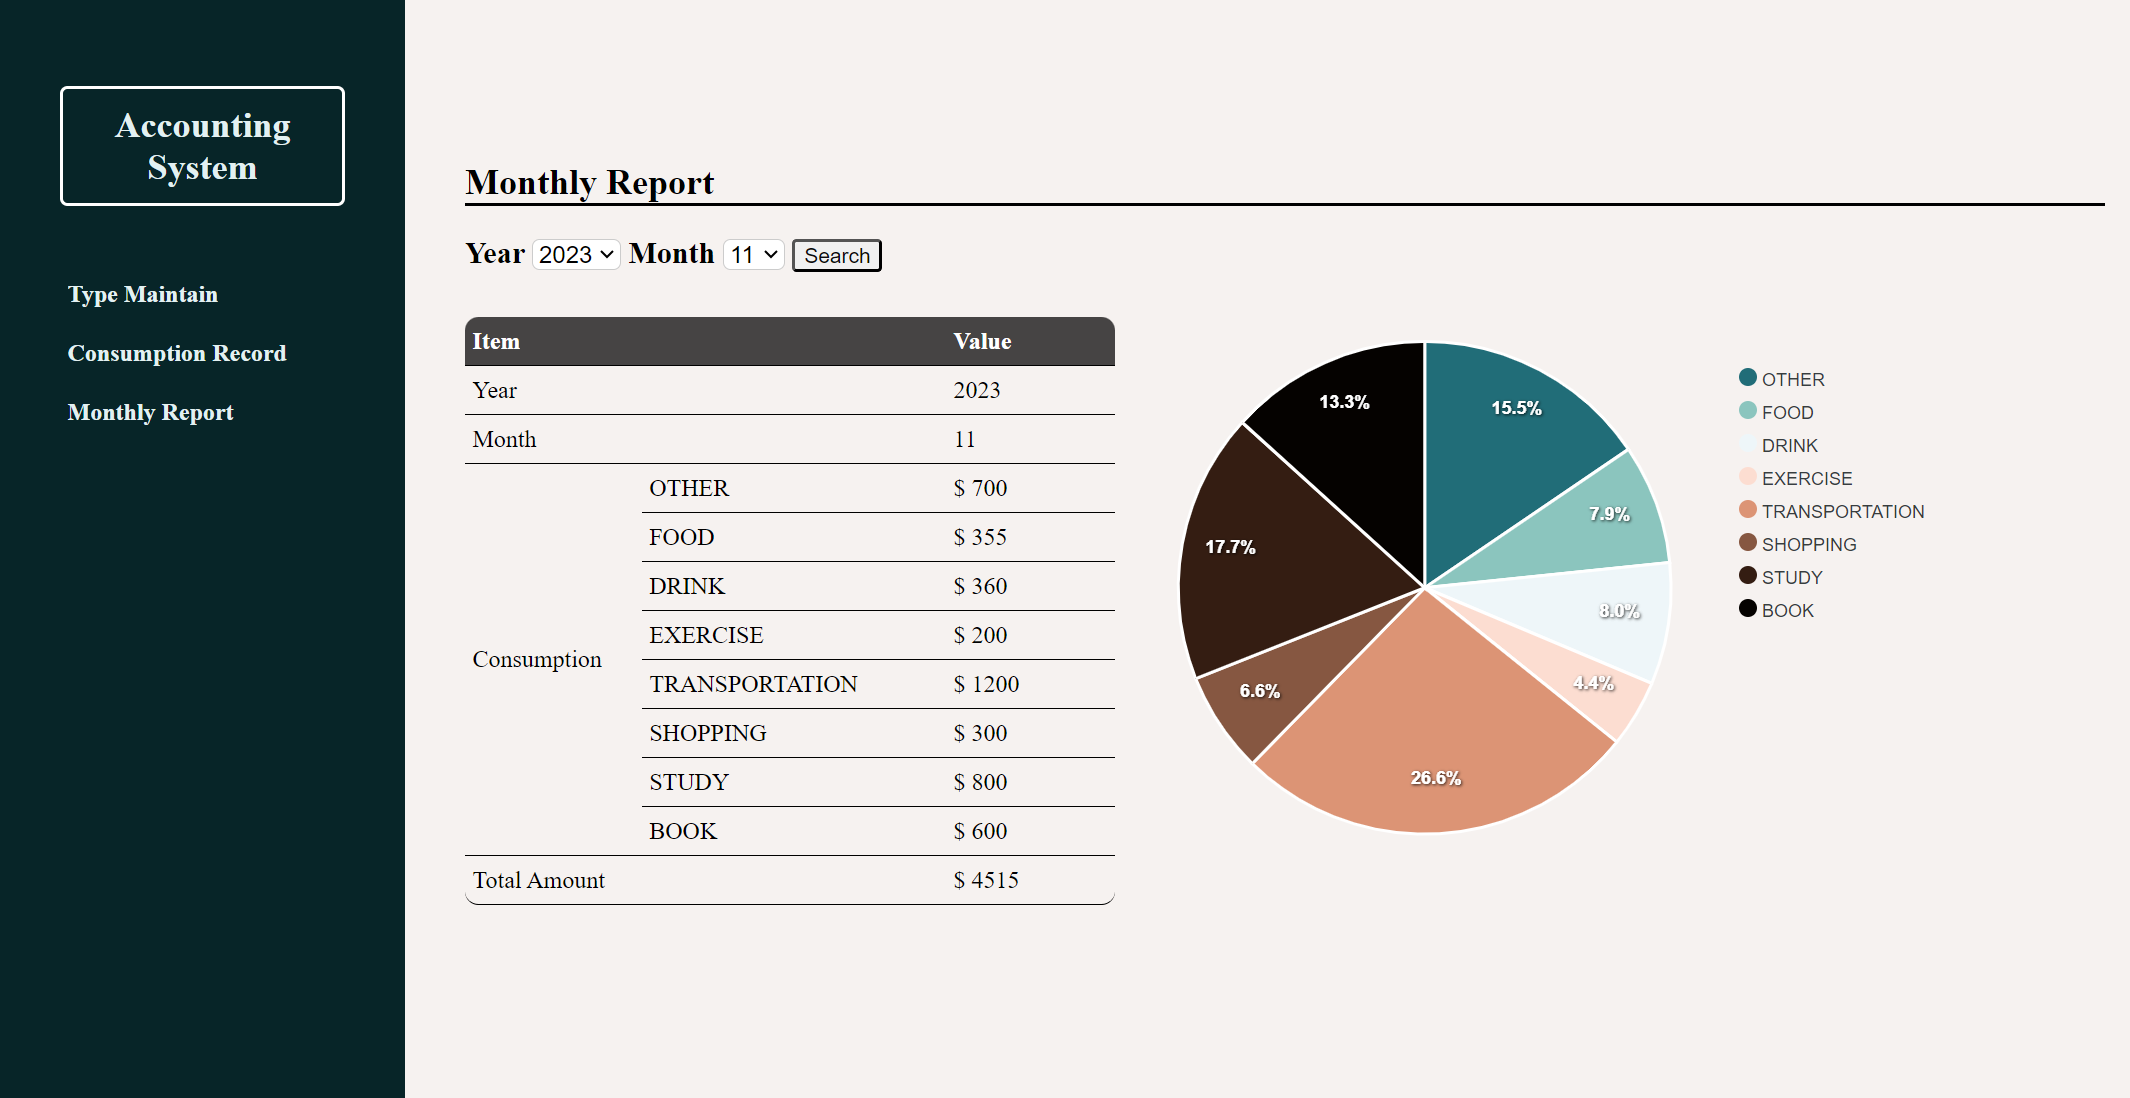 Accounting
System
Type Maintain
Consumption Record
Monthly Report
Monthly Report
Year 2023 Month 11 Search
Item Value
Year 2023
Month 11
Consumption
OTHER $ 700
FOOD $ 355
DRINK $ 360
EXERCISE $ 200
TRANSPORTATION $ 1200
SHOPPING $ 300
STUDY $ 800
BOOK $ 600
Total Amount $ 4515
13.3%
15.5%
7.9%
17.7%
8.0%
4.4%
6.6%
26.6%
OTHER
FOOD
DRINK
EXERCISE
TRANSPORTATION
SHOPPING
STUDY
BOOK